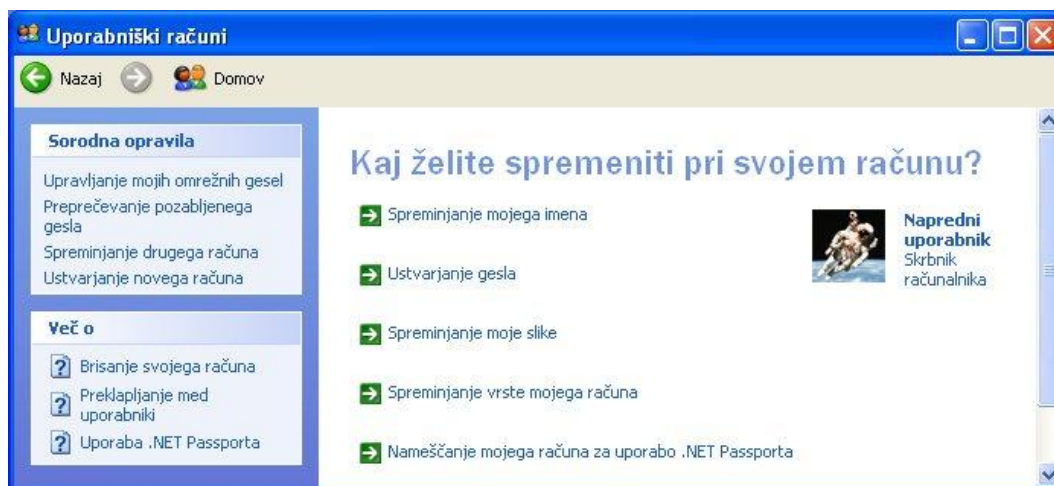 Uporabniški računi
Nazaj
Domov
Sorodna opravila
Upravljanje mojih omrežnih gesel
Preprečevanje pozabljenega
gesla
Spreminjanje drugega računa
Ustvarjanje novega računa
Več o
Brisanje svojega računa
Preklapljanje med
uporabniki
Uporaba .NET Passporta
Kaj želite spremeniti pri svojem računu?
Spreminjanje mojega imena
Ustvarjanje gesla
Spreminjanje moje slike
Spreminjanje vrste mojega računa
Nameščanje mojega računa za uporabo .NET Passporta
Napredni
uporabnik
Skrbnik
računalnika